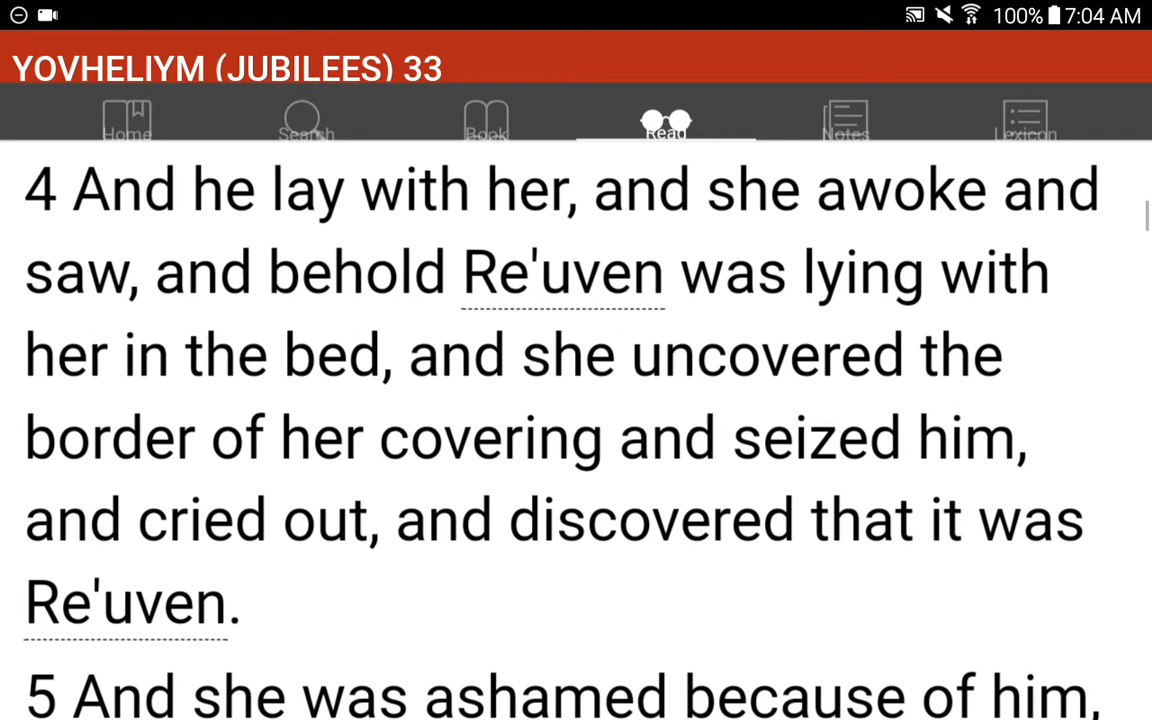 100% 7:04 AM
YOVHELIYM (JUBILEES) 33
Home Search Book Read Notes Lexicon
4 And he lay with her, and she awoke and
saw, and behold Re'uven was lying with
her in the bed, and she uncovered the
border of her covering and seized him,
and cried out, and discovered that it was
Re'uven.
5 And she was ashamed because of him,